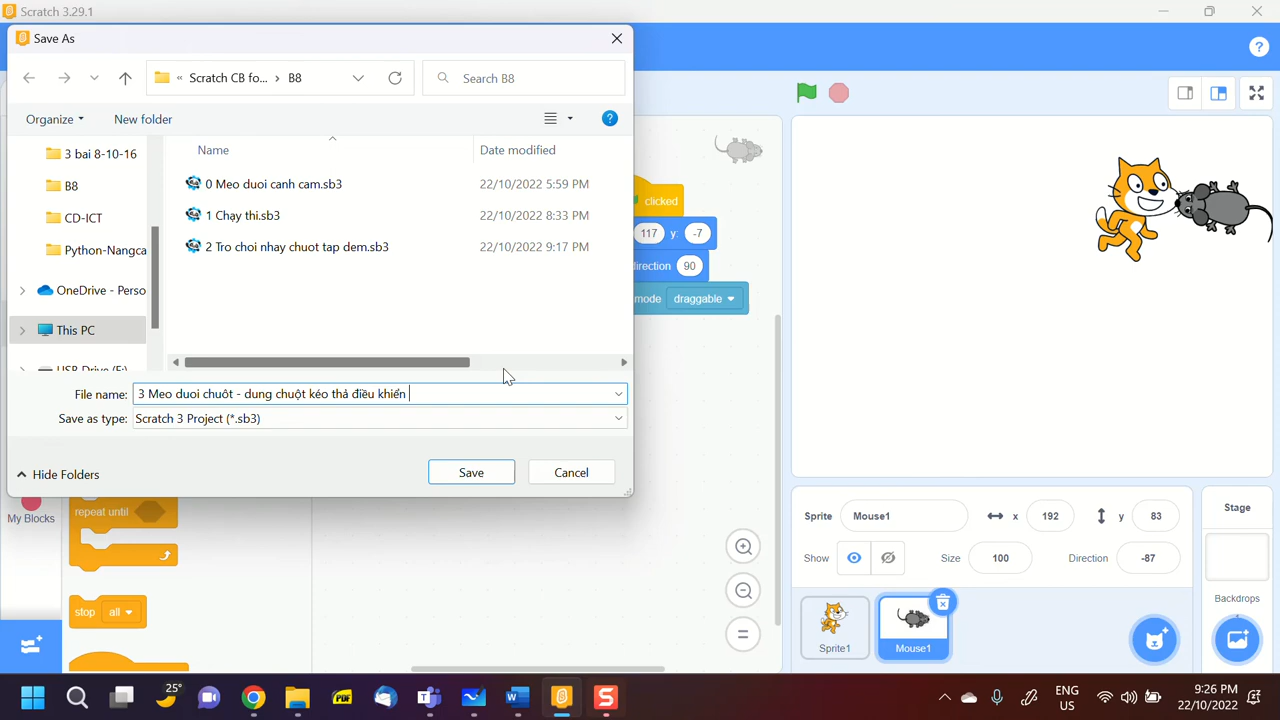 Scratch 3.29.1
Save As
« Scratch CB fo... › B8
Search B8
Organize
New folder
3 bai 8-10-16
B8
CD-ICT
Python-Nangca
OneDrive - Perso
This PC
USB Drive (F:)
Name
Date modified
0 Meo duoi canh cam.sb3
22/10/2022 5:59 PM
1 Chạy thi.sb3
22/10/2022 8:33 PM
2 Tro choi nhay chuot tap dem.sb3
22/10/2022 9:17 PM
File name:
3 Meo duoi chuôt - dung chuột kéo thả điều khiển
Save as type:
Scratch 3 Project (*.sb3)
Hide Folders
Save
Cancel
clicked
117 y: -7
direction 90
mode draggable
My Blocks
repeat until
stop all
Sprite
Mouse1
x
192
y
83
Show
Size
100
Direction
-87
Sprite1
Mouse1
Stage
Backdrops
25°
PDF
ENG
US
9:26 PM
22/10/2022